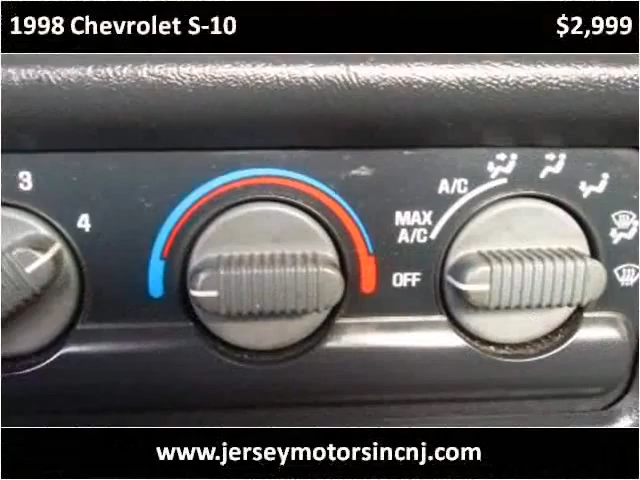 1998 Chevrolet S-10 $2,999
3
4
A/C
MAX
A/C
OFF
www.jerseymotorsincnj.com